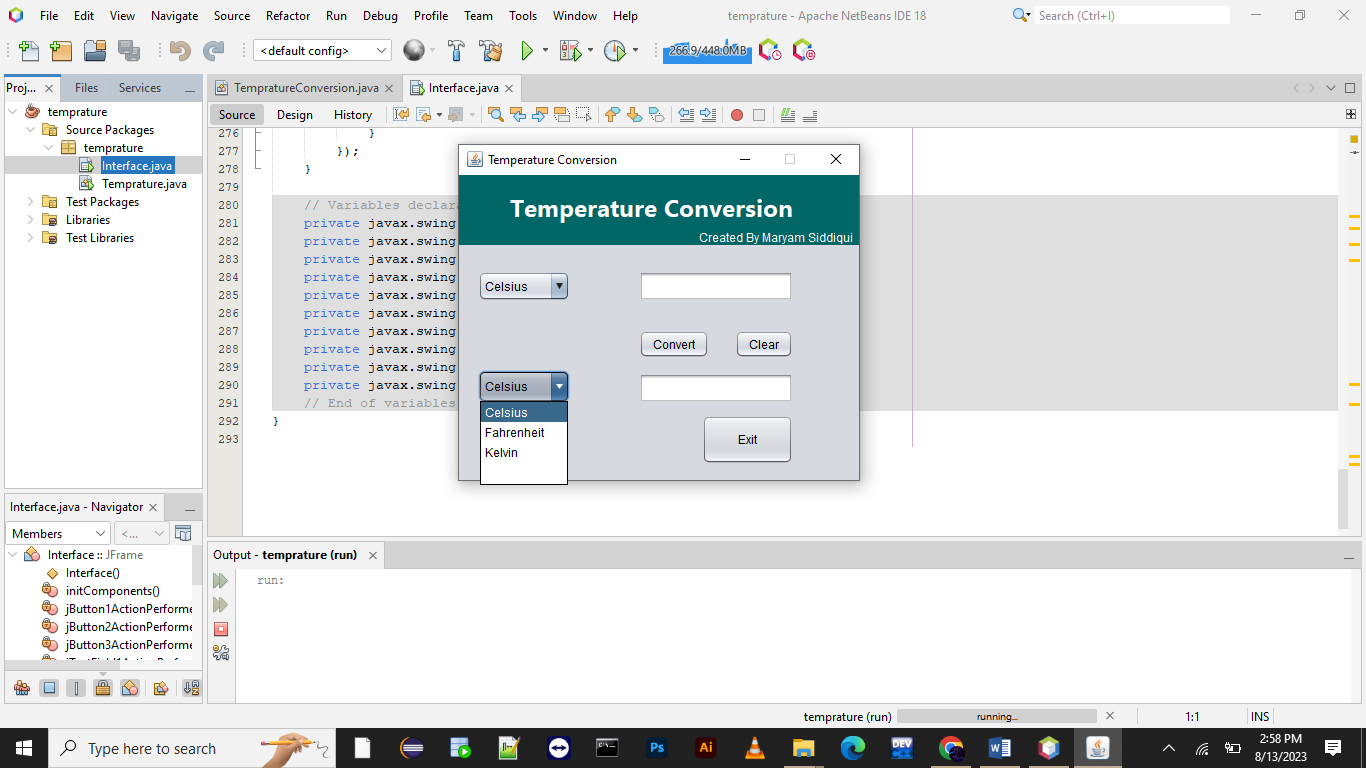 File Edit View Navigate Source Refactor Run Debug Profile Team Tools Window Help
temprature - Apache NetBeans IDE 18
Search (Ctrl+I)
<default config>
266.9/448.0MB
Proj... Files Services
TempratureConversion.java Interface.java
Source Design History
temprature
Source Packages
temprature
Interface.java
Temprature.java
Test Packages
Libraries
Test Libraries
276 }
277 });
278 }
279
280 // Variables declara
281 private javax.swing
282 private javax.swing
283 private javax.swing
284 private javax.swing
285 private javax.swing
286 private javax.swing
287 private javax.swing
288 private javax.swing
289 private javax.swing
290 private javax.swing
291 // End of variables
292 }
293
Temperature Conversion
Temperature Conversion
Created By Maryam Siddiqui
Celsius
Convert Clear
Celsius
Celsius
Fahrenheit
Kelvin
Exit
Interface.java - Navigator
Members <...
Interface :: JFrame
Interface()
initComponents()
jButton1ActionPerforme
jButton2ActionPerforme
jButton3ActionPerforme
Output - temprature (run)
run:
temprature (run) running... 1:1 INS
Type here to search
Ps Ai DEV
2:58 PM
8/13/2023